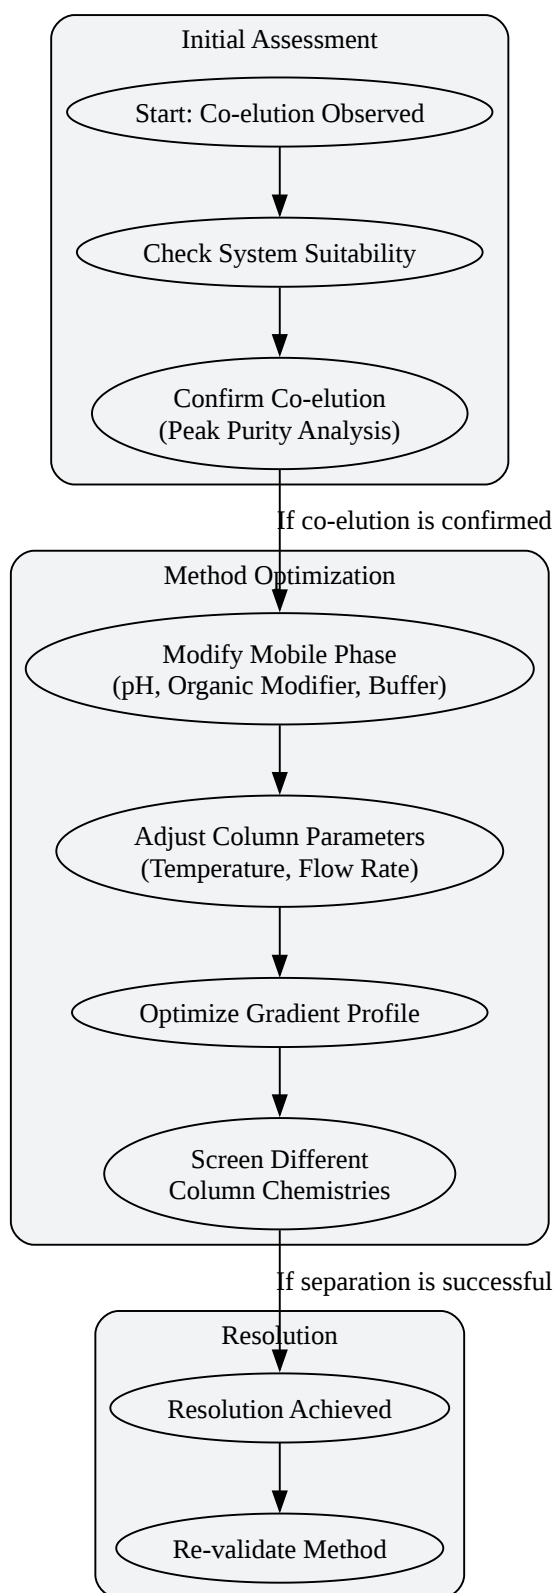 Initial Assessment
Start: Co-elution Observed
Check System Suitability
Confirm Co-elution
(Peak Purity Analysis)
If co-elution is confirmed
Method Optimization
Modify Mobile Phase
(pH, Organic Modifier, Buffer)
Adjust Column Parameters
(Temperature, Flow Rate)
Optimize Gradient Profile
Screen Different
Column Chemistries
If separation is successful
Resolution
Resolution Achieved
Re-validate Method